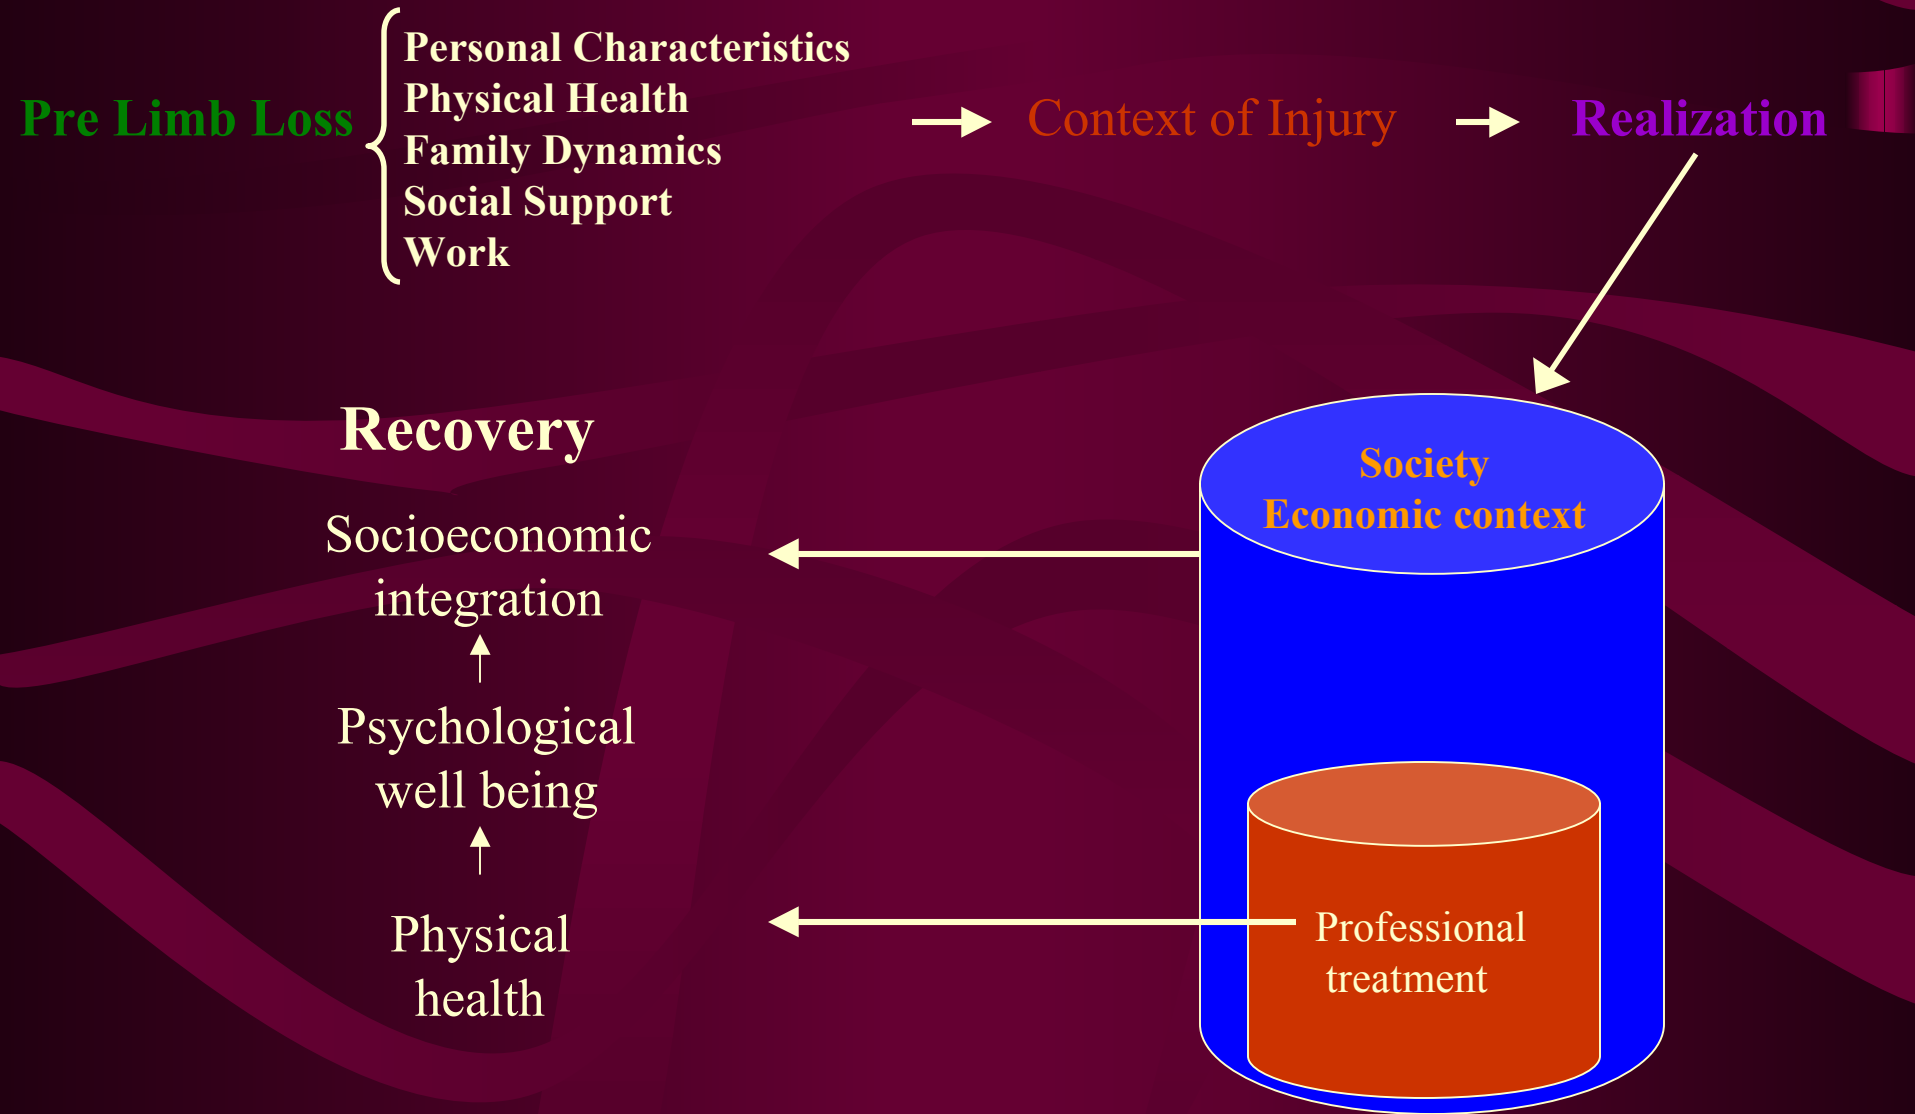 Pre Limb Loss
Personal Characteristics
Physical Health
Family Dynamics
Social Support
Work
Context of Injury
Realization
Recovery
Socioeconomic
integration
Psychological
well being
Physical
health
Society
Economic context
Professional
treatment